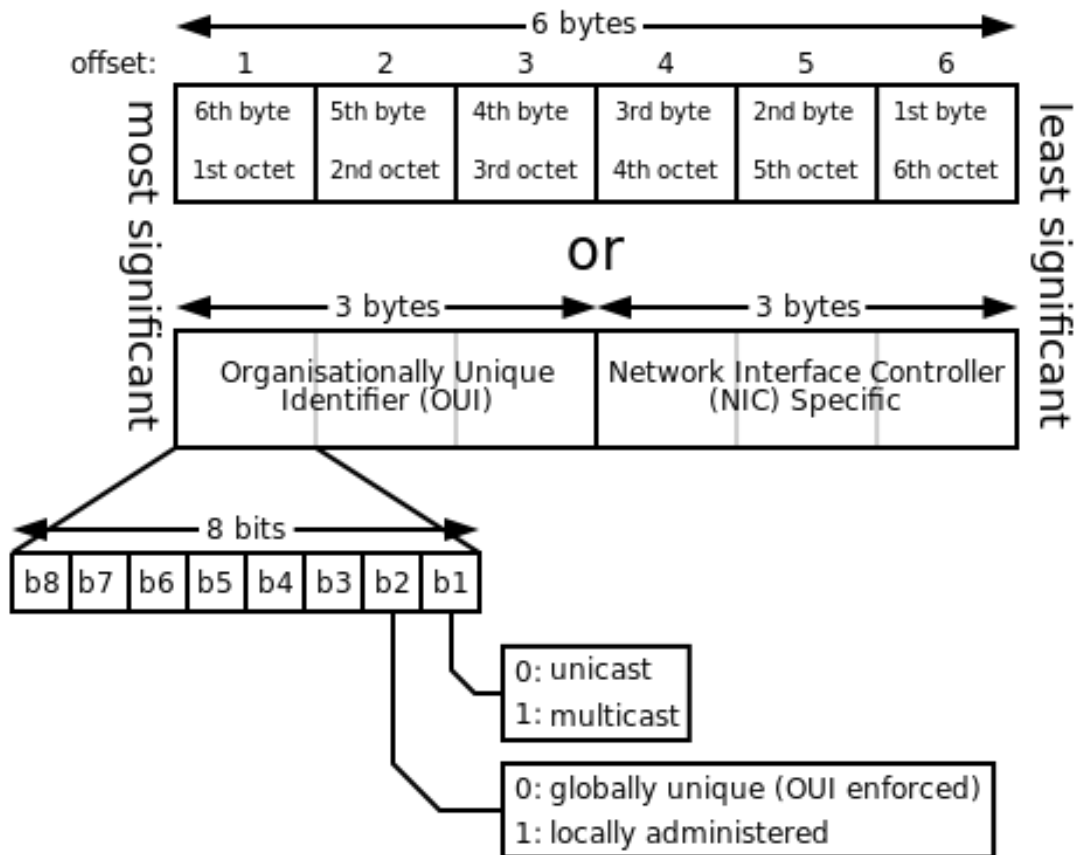 6 bytes
offset: 1 2 3 4 5 6
6th byte 5th byte 4th byte 3rd byte 2nd byte 1st byte
1st octet 2nd octet 3rd octet 4th octet 5th octet 6th octet
most significant
least significant
or
3 bytes 3 bytes
Organisationally Unique
Identifier (OUI)
Network Interface Controller
(NIC) Specific
8 bits
b8 b7 b6 b5 b4 b3 b2 b1
0: unicast
1: multicast
0: globally unique (OUI enforced)
1: locally administered